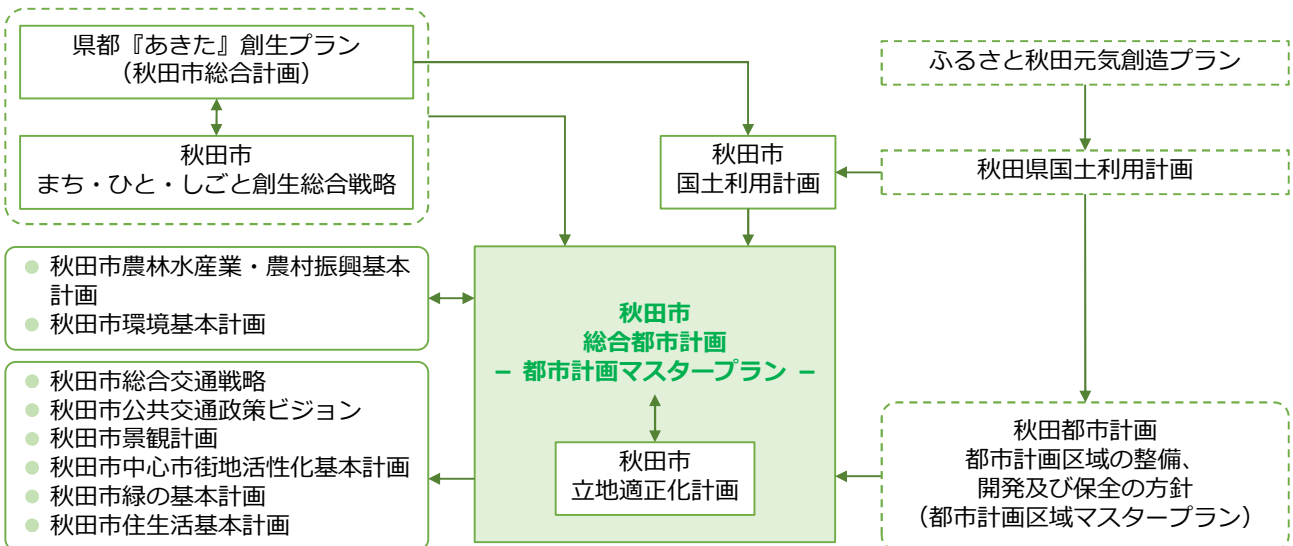 県都『あきた』創生プラン
（秋田市総合計画）
秋田市
まち・ひと・しごと創生総合戦略
秋田市
国土利用計画
ふるさと秋田元気創造プラン
秋田県国土利用計画
秋田市農林水産業・農村振興基本
計画
秋田市環境基本計画
秋田市総合交通戦略
秋田市公共交通政策ビジョン
秋田市景観計画
秋田市中心市街地活性化基本計画
秋田市緑の基本計画
秋田市住生活基本計画
秋田市
総合都市計画
− 都市計画マスタープラン −
秋田市
立地適正化計画
秋田都市計画
都市計画区域の整備、
開発及び保全の方針
（都市計画区域マスタープラン）